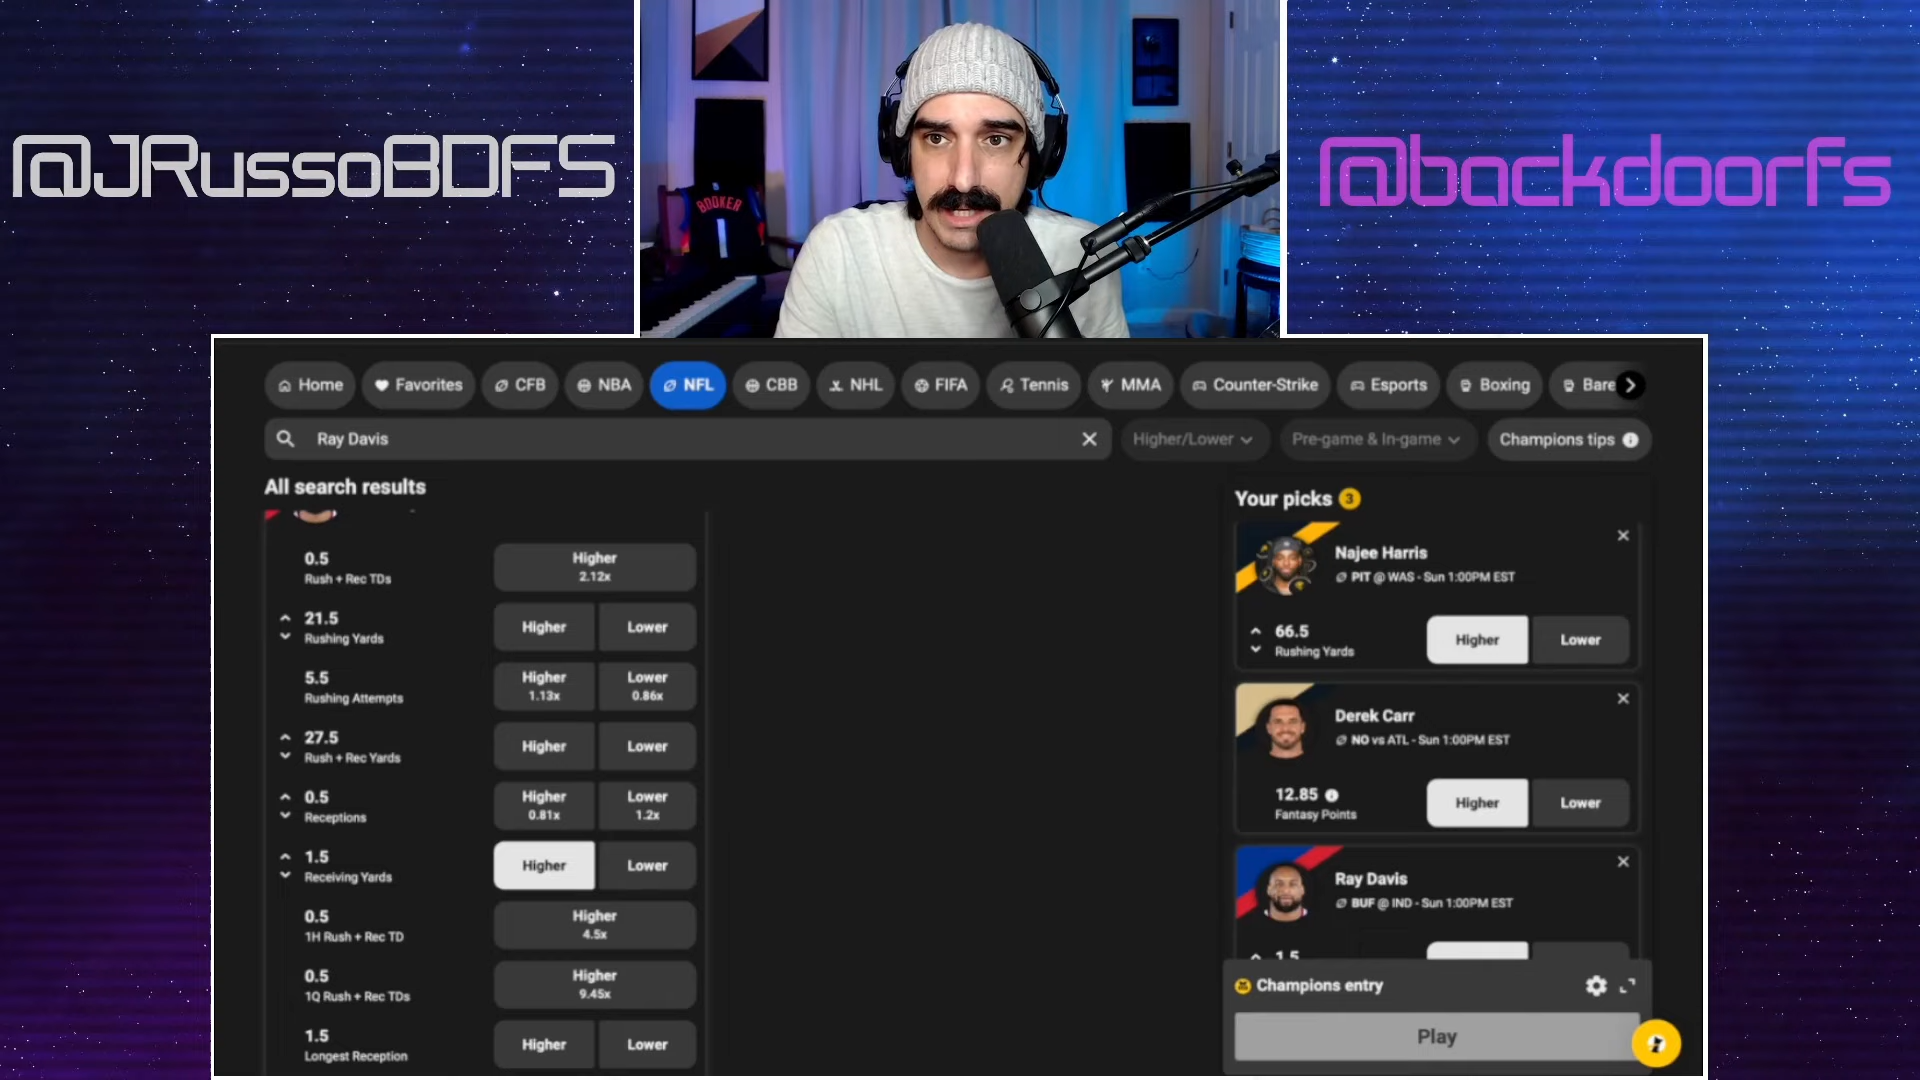 @JRussoBDFS
BOOKER
1
@backdoorfs
Home
Favorites
CFB
NBA
NFL
CBB
NHL
FIFA
Tennis
MMA
Counter-Strike
Esports
Boxing
Bare
Ray Davis
Higher/Lower
Pre-game & In-game
Champions tips
All search results
0.5
Rush + Rec TDs
Higher
2.12x
21.5
Rushing Yards
Higher
Lower
5.5
Rushing Attempts
Higher
1.13x
Lower
0.86x
27.5
Rush + Rec Yards
Higher
Lower
0.5
Receptions
Higher
0.81x
Lower
1.2x
1.5
Receiving Yards
Higher
Lower
0.5
1H Rush + Rec TD
Higher
4.5x
0.5
1Q Rush + Rec TDs
Higher
9.45x
1.5
Longest Reception
Higher
Lower
Your picks 3
Najee Harris
PIT @ WAS - Sun 1:00PM EST
66.5
Rushing Yards
Higher
Lower
Derek Carr
NO vs ATL - Sun 1:00PM EST
12.85
Fantasy Points
Higher
Lower
Ray Davis
BUF @ IND - Sun 1:00PM EST
1.5
Champions entry
Play